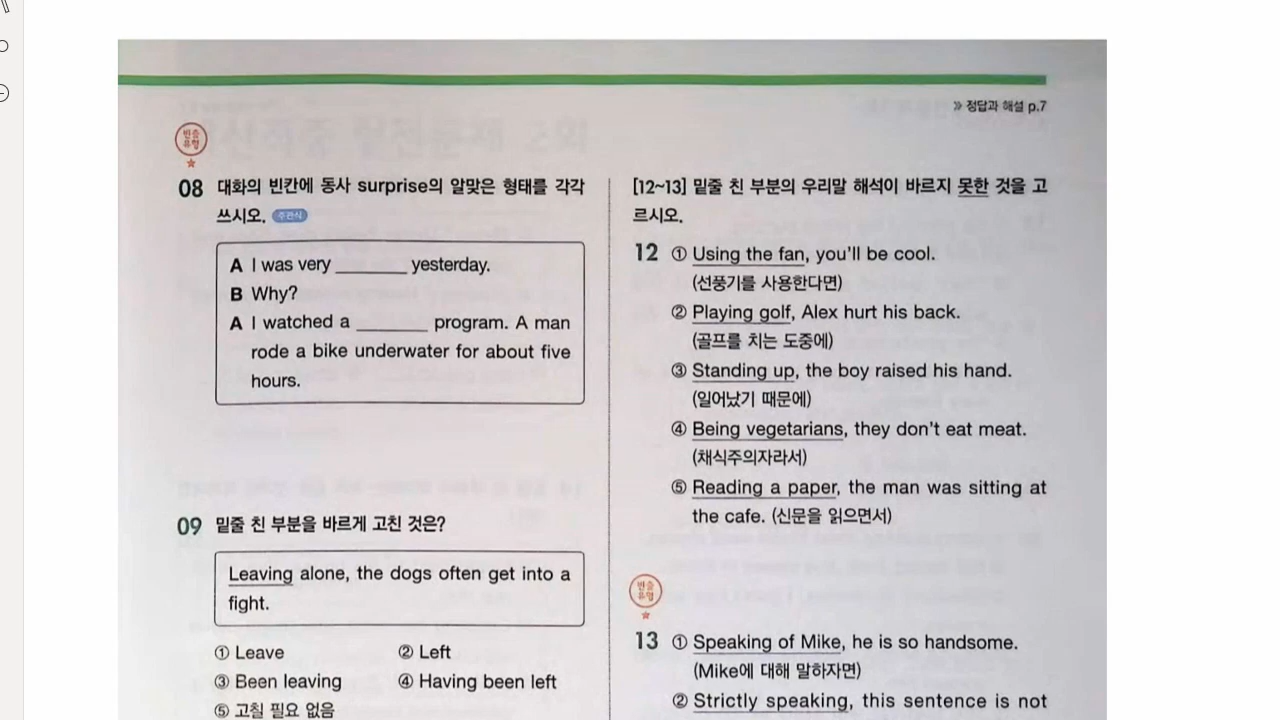 » 정답과 해설 p.7
빈출
유형
08 대화의 빈칸에 동사 surprise의 알맞은 형태를 각각
쓰시오. 주관식
A I was very ______ yesterday.
B Why?
A I watched a ______ program. A man
rode a bike underwater for about five
hours.
09 밑줄 친 부분을 바르게 고친 것은?
Leaving alone, the dogs often get into a
fight.
① Leave ② Left
③ Been leaving ④ Having been left
⑤ 고칠 필요 없음
[12~13] 밑줄 친 부분의 우리말 해석이 바르지 못한 것을 고
르시오.
12 ① Using the fan, you'll be cool.
(선풍기를 사용한다면)
② Playing golf, Alex hurt his back.
(골프를 치는 도중에)
③ Standing up, the boy raised his hand.
(일어났기 때문에)
④ Being vegetarians, they don't eat meat.
(채식주의자라서)
⑤ Reading a paper, the man was sitting at
the cafe. (신문을 읽으면서)
빈출
유형
13 ① Speaking of Mike, he is so handsome.
(Mike에 대해 말하자면)
② Strictly speaking, this sentence is not